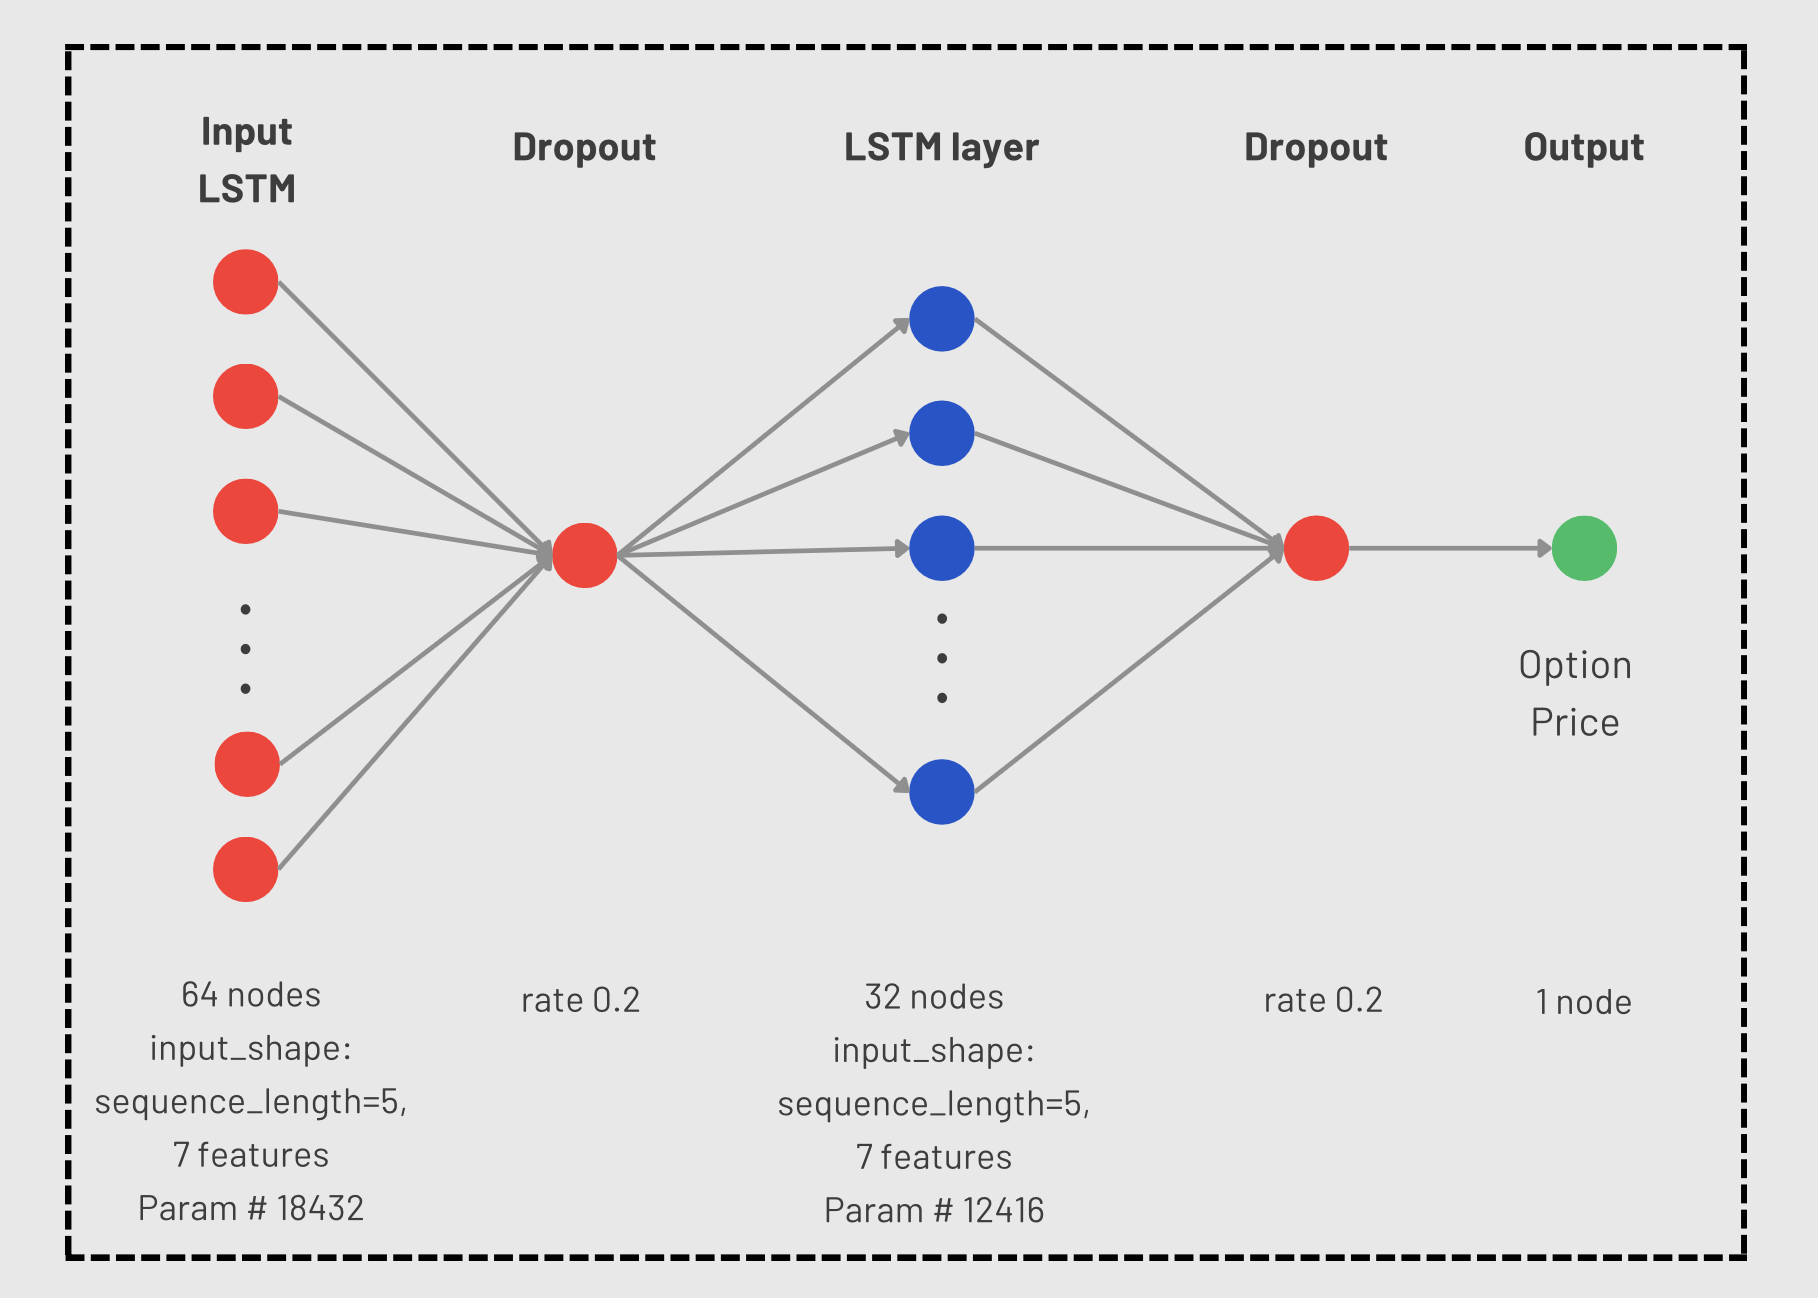 Input
LSTM
Dropout
LSTM layer
Dropout
Output
Option
Price
64 nodes
input_shape:
sequence_length=5,
7 features
Param # 18432
rate 0.2
32 nodes
input_shape:
sequence_length=5,
7 features
Param # 12416
rate 0.2
1 node